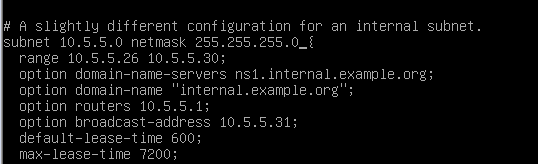 # A slightly different configuration for an internal subnet.
subnet 10.5.5.0 netmask 255.255.255.0 {
range 10.5.5.26 10.5.5.30;
option domain-name-servers ns1.internal.example.org;
option domain-name "internal.example.org";
option routers 10.5.5.1;
option broadcast-address 10.5.5.31;
default-lease-time 600;
max-lease-time 7200;